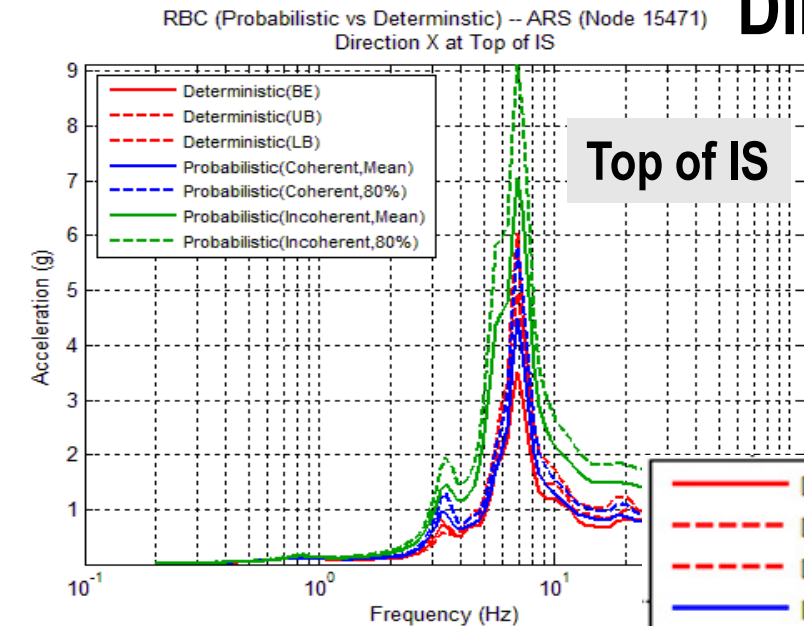 RBC (Probabilistic vs Determinstic) -- ARS (Node 15471)
Direction X at Top of IS
Deterministic(BE)
Deterministic(UB)
Deterministic(LB)
Probabilistic(Coherent,Mean)
Probabilistic(Coherent,80%)
Probabilistic(Incoherent,Mean)
Probabilistic(Incoherent,80%)
Top of IS
Acceleration (g)
9
8
7
6
5
4
3
2
1
10-1
100
101
Frequency (Hz)